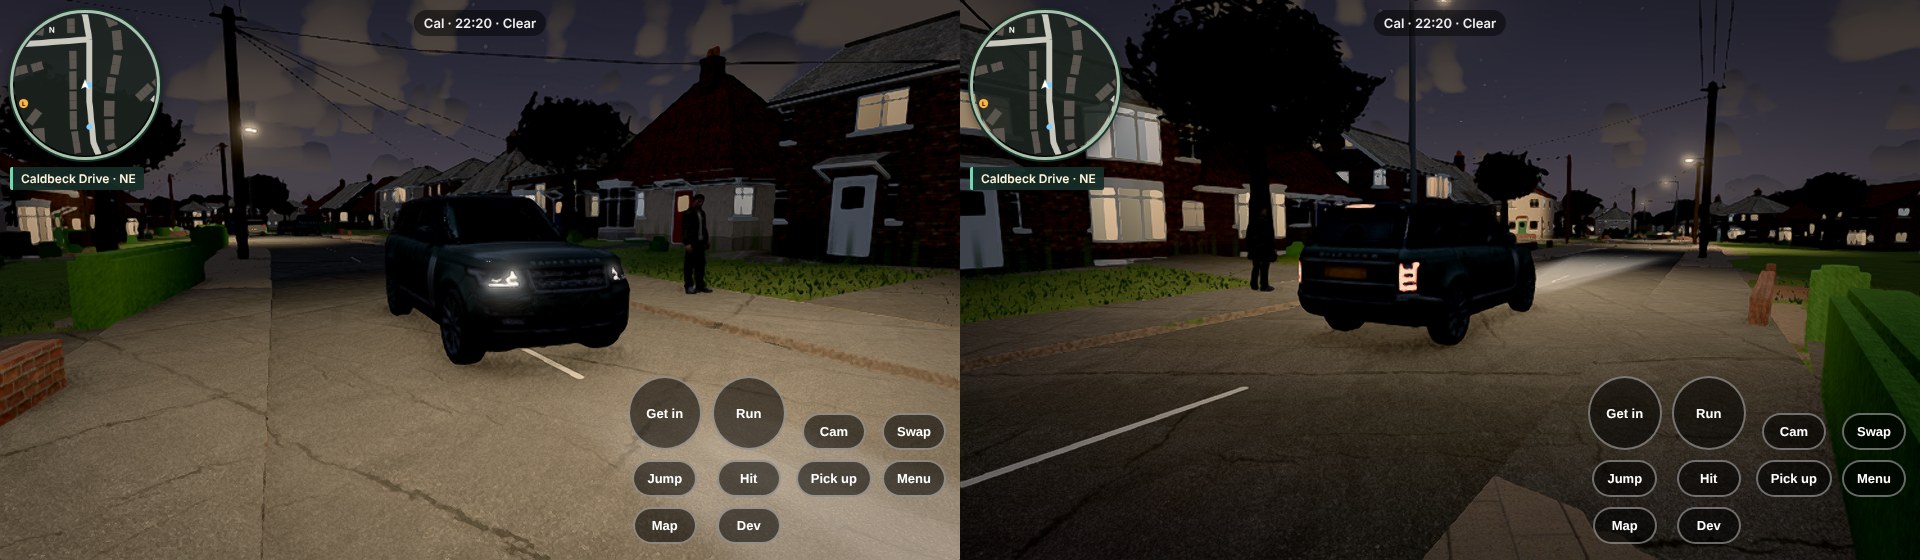 Cal · 22:20 · Clear
N
L
Caldbeck Drive · NE
Get in
Run
Cam
Swap
Jump
Hit
Pick up
Menu
Map
Dev
Cal · 22:20 · Clear
N
L
Caldbeck Drive · NE
Get in
Run
Cam
Swap
Jump
Hit
Pick up
Menu
Map
Dev